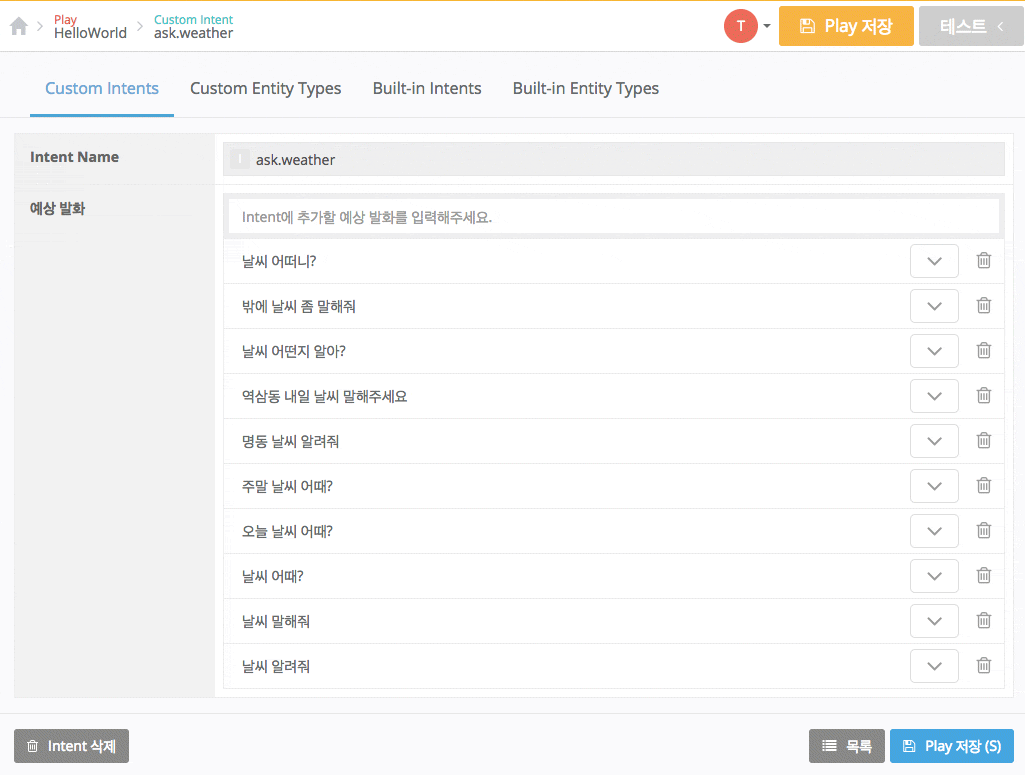 Play
HelloWorld
Custom Intent
ask.weather
T
Play 저장
테스트
Custom Intents
Custom Entity Types
Built-in Intents
Built-in Entity Types
Intent Name
I ask.weather
예상 발화
Intent에 추가할 예상 발화를 입력해주세요.
날씨 어떠니?
밖에 날씨 좀 말해줘
날씨 어떤지 알아?
역삼동 내일 날씨 말해주세요
명동 날씨 알려줘
주말 날씨 어때?
오늘 날씨 어때?
날씨 어때?
날씨 말해줘
날씨 알려줘
Intent 삭제
목록
Play 저장 (S)